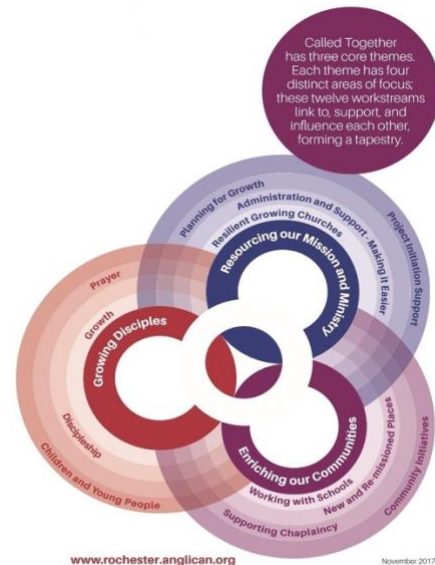 Called Together
has three core themes.
Each theme has four
distinct areas of focus;
these twelve workstreams
link to, support, and
influence each other,
forming a tapestry.
Planning for Growth
Administration and Support - Making it Easier
Resilient Growing Churches
Project Initiation Support
Resourcing our Mission and Ministry
Prayer
Growth
Growing Disciples
Discipleship
Children and Young People
Enriching our Communities
Working with Schools
New and Re-missioned Places
Supporting Chaplaincy
Community Initiatives
www.rochester.anglican.org
November 2017